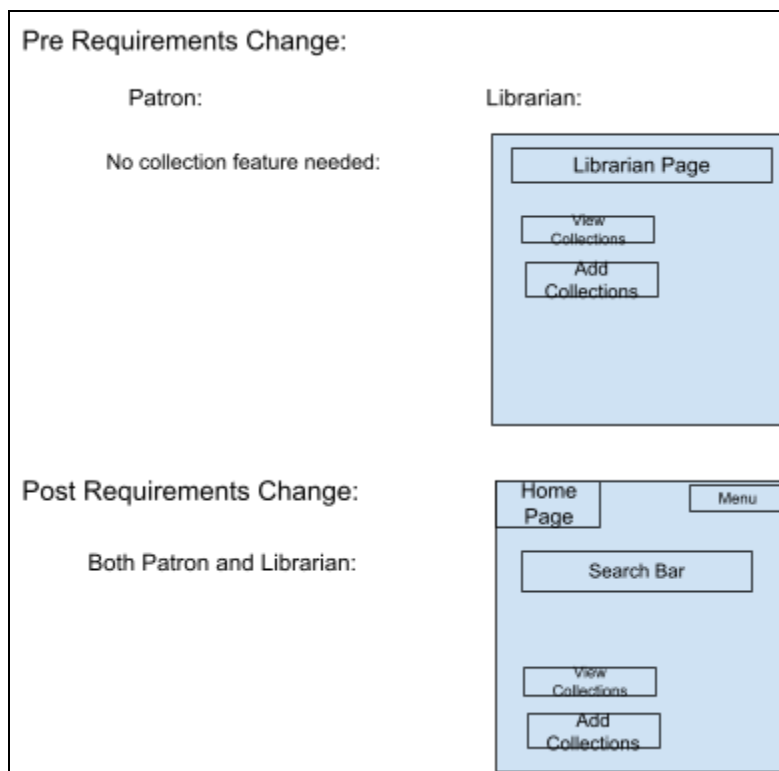 Pre Requirements Change:
Patron:
Librarian:
No collection feature needed:
Librarian Page
View
Collections
Add
Collections
Post Requirements Change:
Home
Page
Menu
Both Patron and Librarian:
Search Bar
View
Collections
Add
Collections